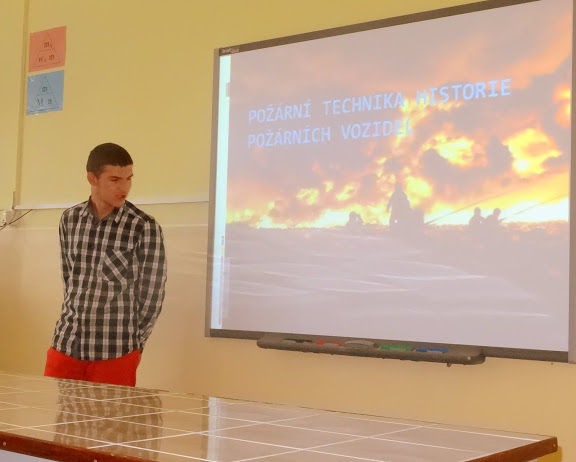 POŽÁRNÍ TECHNIKA HISTORIE
POŽÁRNÍCH VOZIDEL